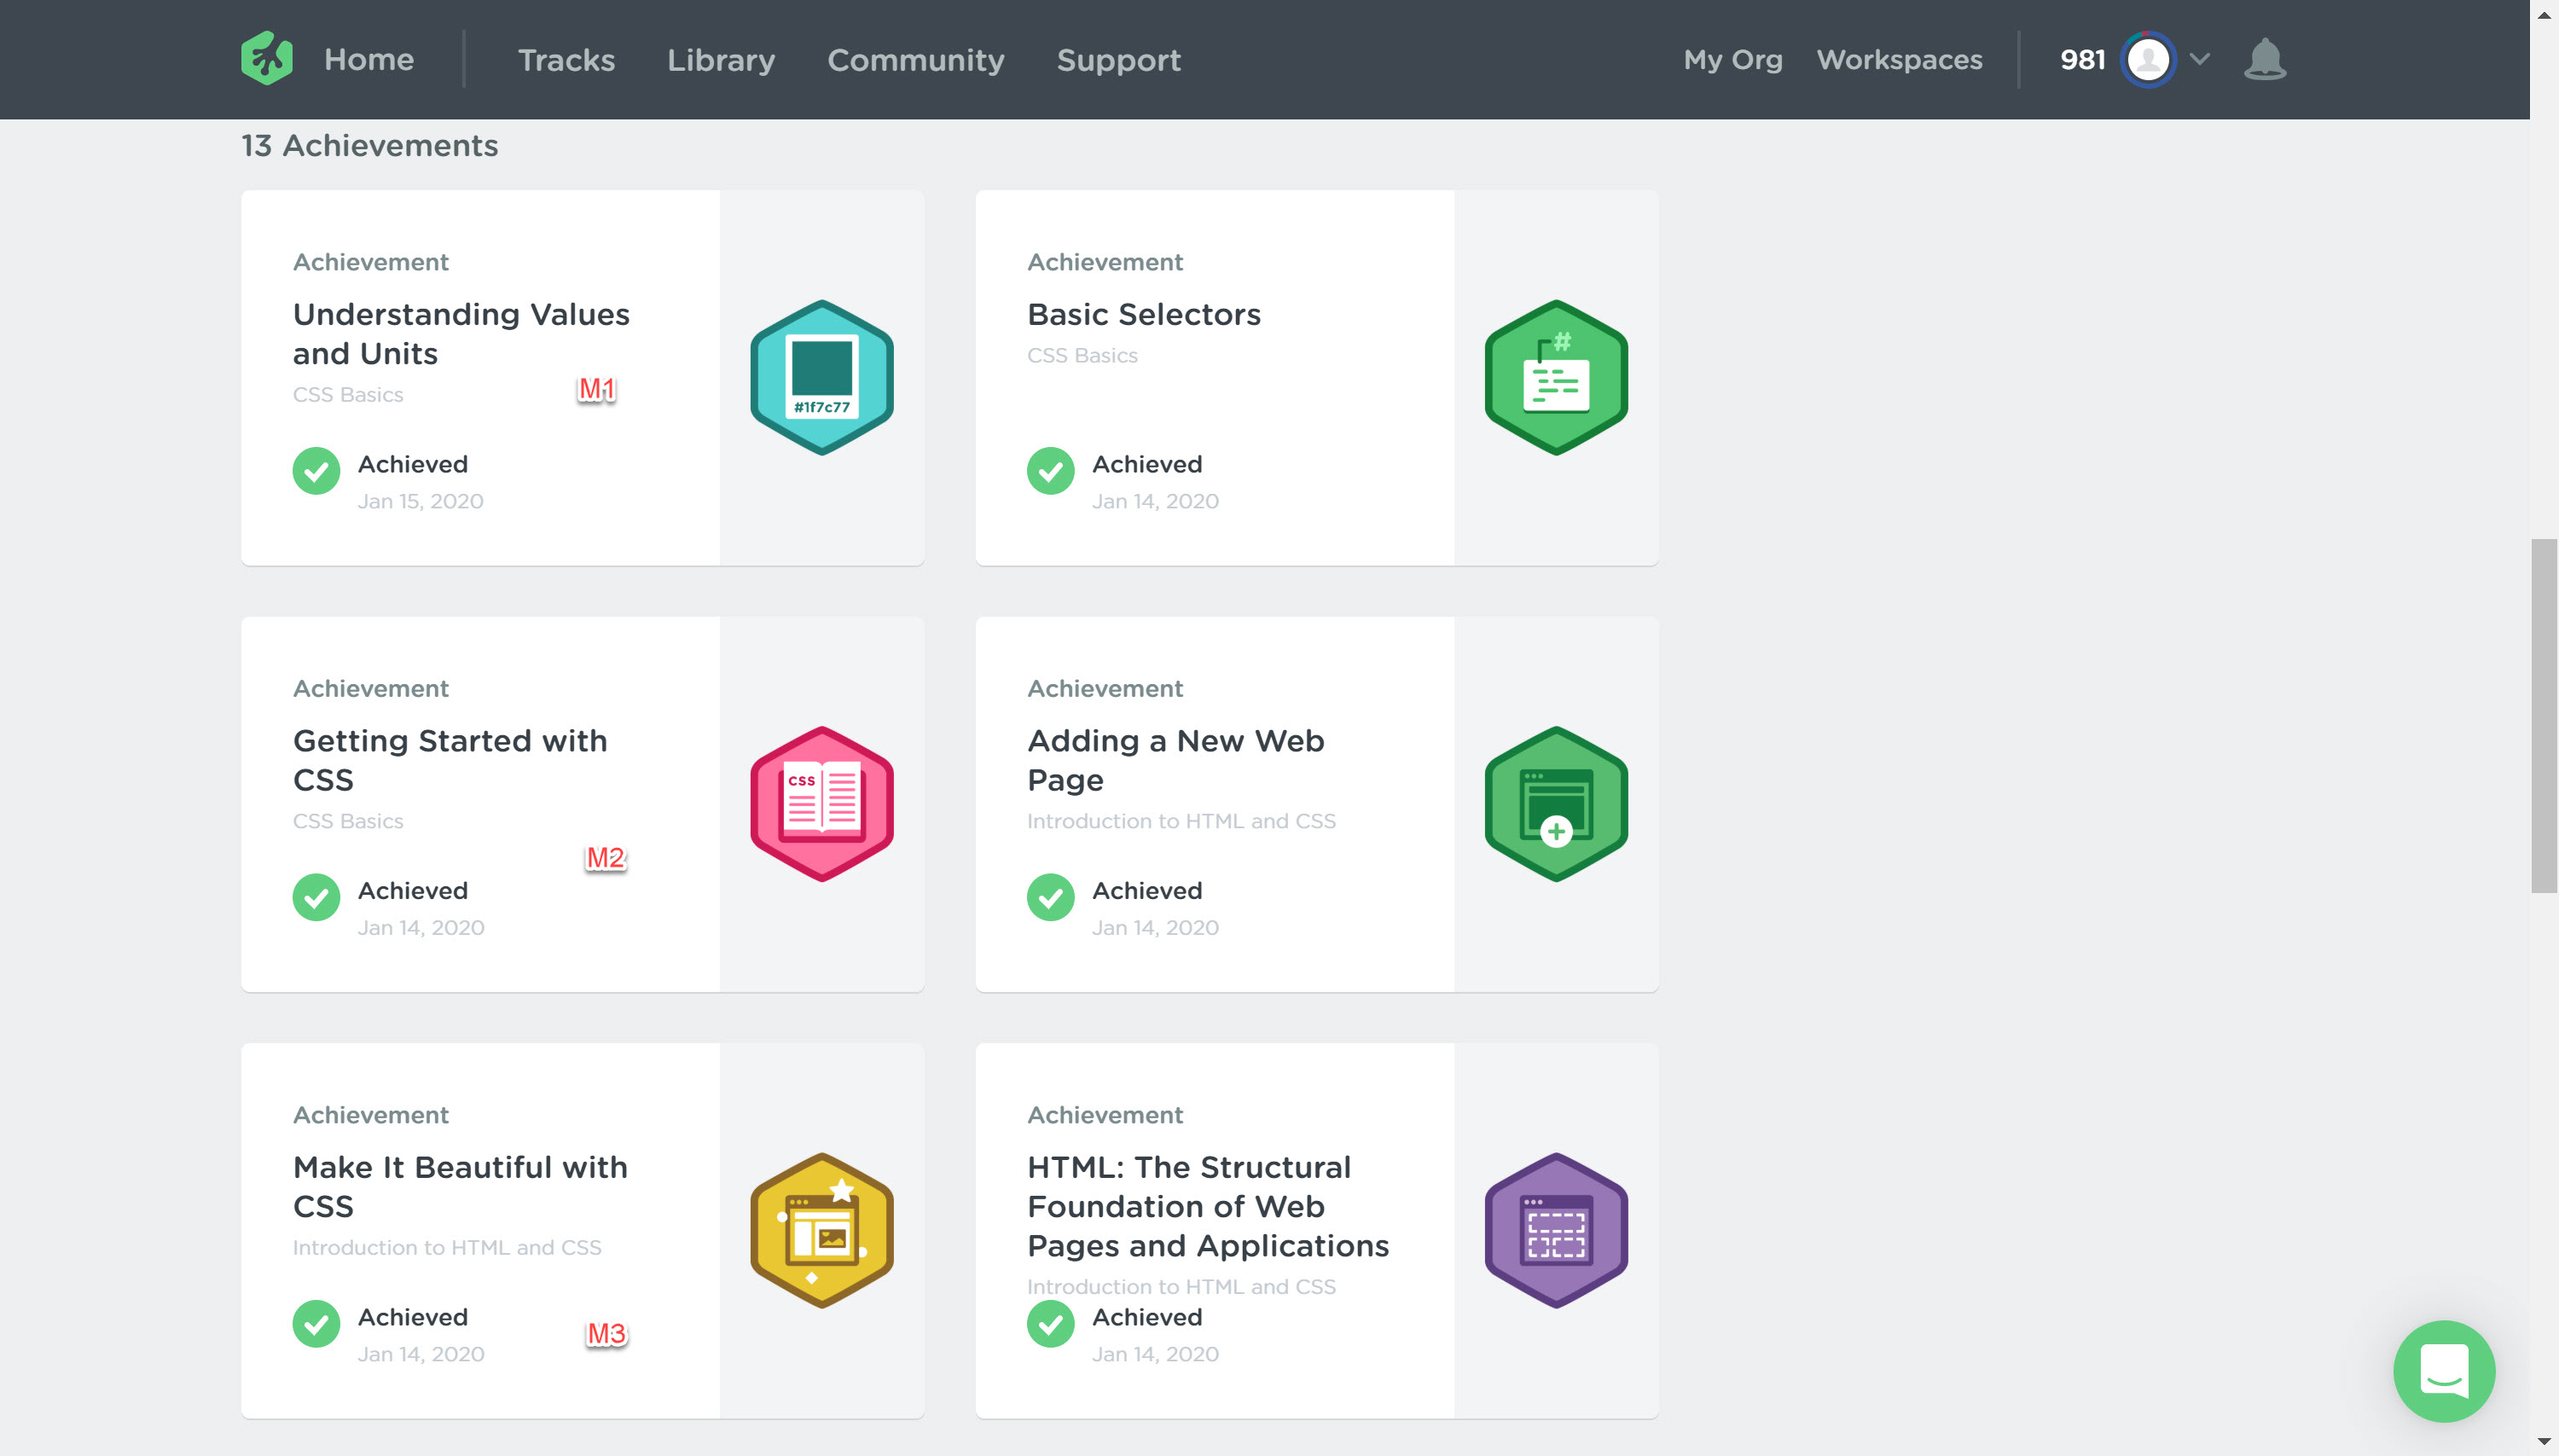 Home
Tracks
Library
Community
Support
My Org
Workspaces
981
13 Achievements
Achievement
Understanding Values
and Units
CSS Basics
M1
Achieved
Jan 15, 2020
#1f7c77
Achievement
Basic Selectors
CSS Basics
Achieved
Jan 14, 2020
#
Achievement
Getting Started with
CSS
CSS Basics
M2
Achieved
Jan 14, 2020
CSS
Achievement
Adding a New Web
Page
Introduction to HTML and CSS
Achieved
Jan 14, 2020
Achievement
Make It Beautiful with
CSS
Introduction to HTML and CSS
Achieved
M3
Jan 14, 2020
Achievement
HTML: The Structural
Foundation of Web
Pages and Applications
Introduction to HTML and CSS
Achieved
Jan 14, 2020